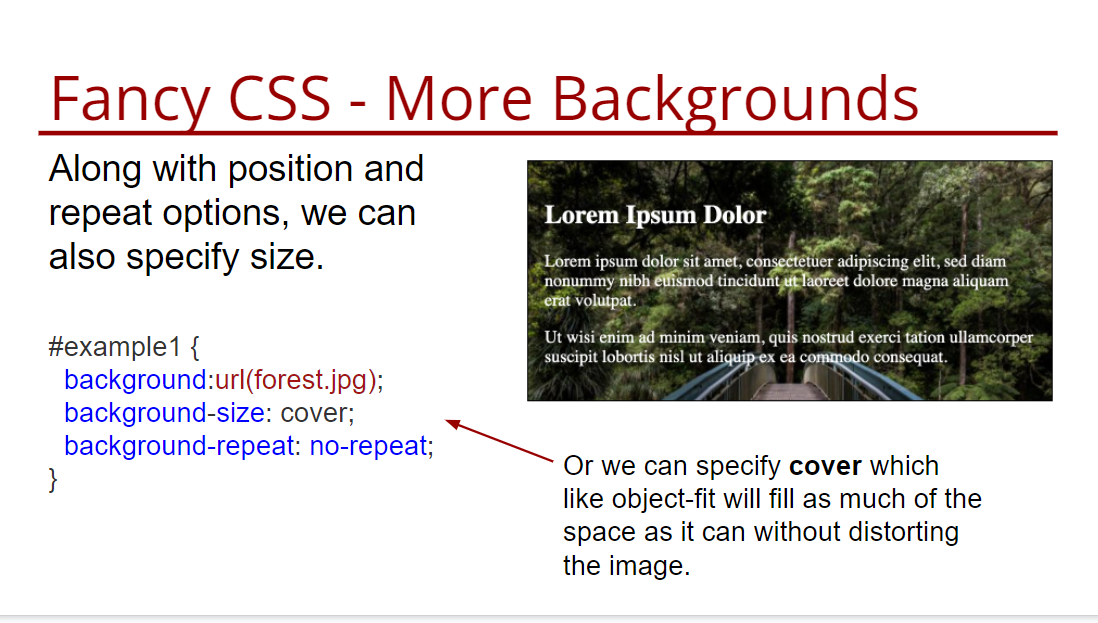 Fancy CSS - More Backgrounds
Along with position and
repeat options, we can
also specify size.
#example1 {
background:url(forest.jpg);
background-size: cover;
background-repeat: no-repeat;
}
Lorem Ipsum Dolor
Lorem ipsum dolor sit amet, consectetuer adipiscing elit, sed diam
nonummy nibh euismod tincidunt ut laoreet dolore magna aliquam
erat volutpat.
Ut wisi enim ad minim veniam, quis nostrud exerci tation ullamcorper
suscipit lobortis nisl ut aliquip ex ea commodo consequat.
Or we can specify cover which
like object-fit will fill as much of the
space as it can without distorting
the image.